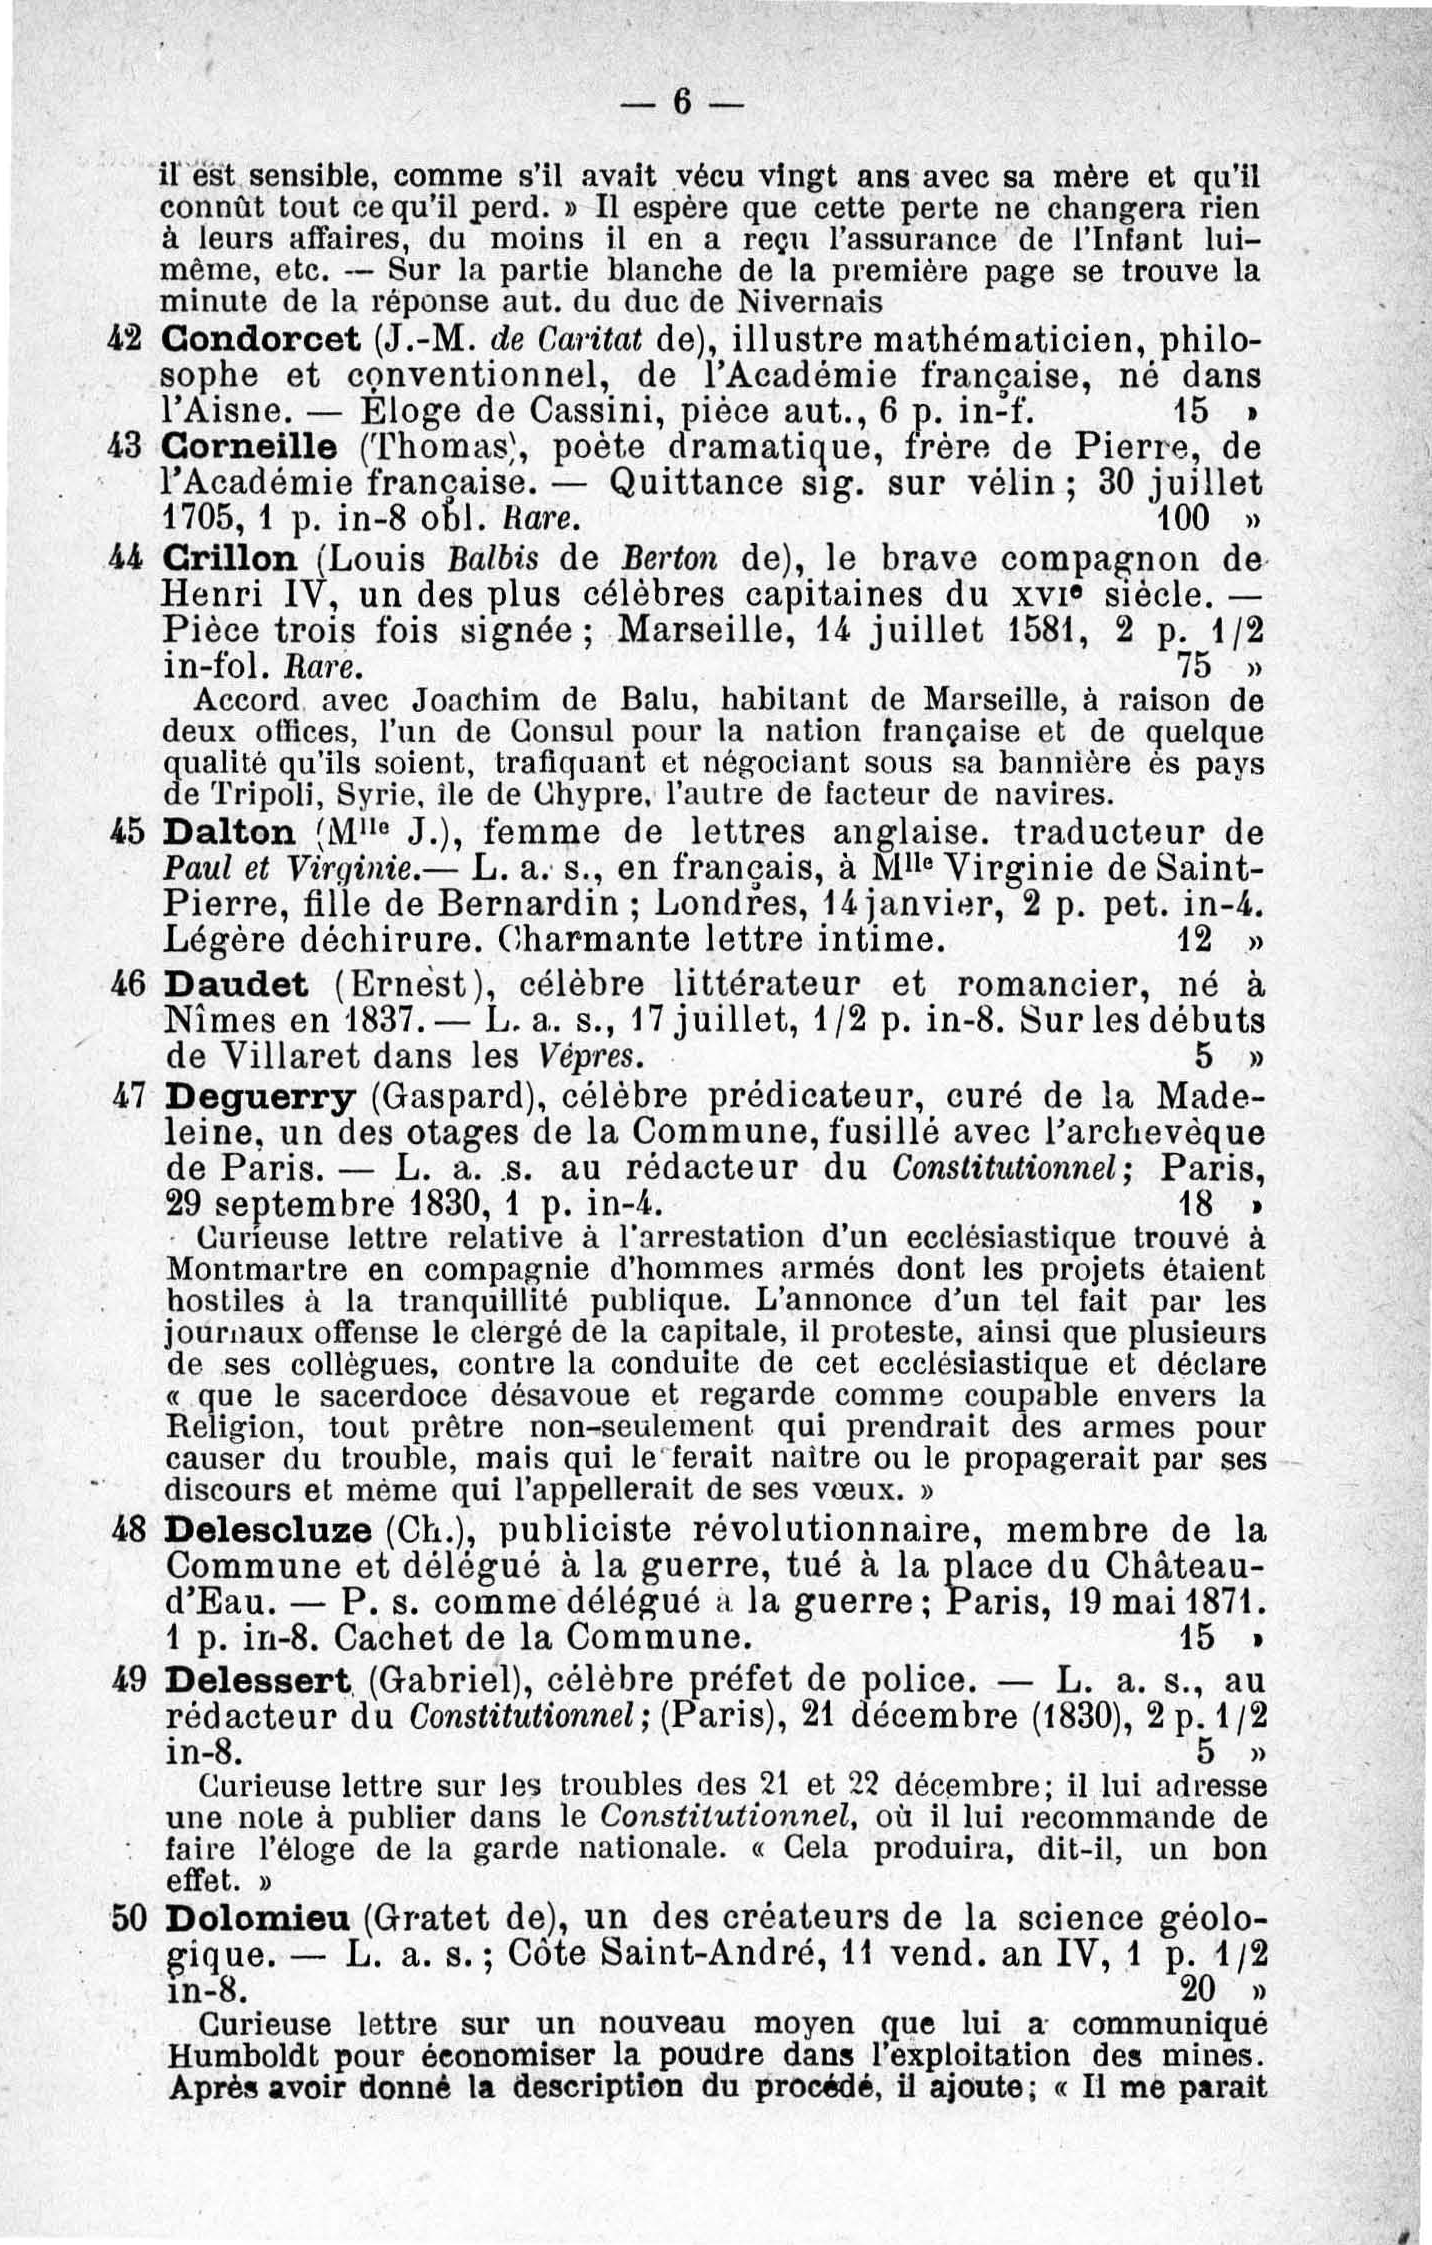 — 6 —
il est sensible, comme s'il avait vécu vingt ans avec sa mère et qu'il
connût tout ce qu'il perd. » Il espère que cette perte ne changera rien
à leurs affaires, du moins il en a reçu l'assurance de l'Infant lui-
même, etc. — Sur la partie blanche de la première page se trouve la
minute de la réponse aut. du duc de Nivernais
42 Condorcet (J.-M. de Caritat de), illustre mathématicien, philo-
sophe et conventionnel, de l'Académie française, né dans
l'Aisne. — Éloge de Cassini, pièce aut., 6 p. in-f. 15 »
43 Corneille (Thomas), poète dramatique, frère de Pierre, de
l'Académie française. — Quittance sig. sur vélin ; 30 juillet
1705, 1 p. in-8 obl. Rare. 100 »
44 Crillon (Louis Balbis de Berton de), le brave compagnon de
Henri IV, un des plus célèbres capitaines du XVIe siècle. —
Pièce trois fois signée ; Marseille, 14 juillet 1581, 2 p. 1/2
in-fol. Rare. 75 »
Accord avec Joachim de Balu, habitant de Marseille, à raison de
deux offices, l'un de Consul pour la nation française et de quelque
qualité qu'ils soient, trafiquant et négociant sous sa bannière ès pays
de Tripoli, Syrie, île de Chypre, l'autre de facteur de navires.
45 Dalton (Mlle J.), femme de lettres anglaise. traducteur de
Paul et Virginie. — L. a. s., en français, à Mlle Virginie de Saint-
Pierre, fille de Bernardin ; Londres, 14 janvier, 2 p. pet. in-4.
Légère déchirure. Charmante lettre intime. 12 »
46 Daudet (Ernest), célèbre littérateur et romancier, né à
Nîmes en 1837. — L. a. s., 17 juillet, 1/2 p. in-8. Sur les débuts
de Villaret dans les Vêpres. 5 »
47 Deguerry (Gaspard), célèbre prédicateur, curé de la Made-
leine, un des otages de la Commune, fusillé avec l'archevêque
de Paris. — L. a. s. au rédacteur du Constitutionnel ; Paris,
29 septembre 1830, 1 p. in-4. 18 »
Curieuse lettre relative à l'arrestation d'un ecclésiastique trouvé à
Montmartre en compagnie d'hommes armés dont les projets étaient
hostiles à la tranquillité publique. L'annonce d'un tel fait par les
journaux offense le clergé de la capitale, il proteste, ainsi que plusieurs
de ses collègues, contre la conduite de cet ecclésiastique et déclare
« que le sacerdoce désavoue et regarde comme coupable envers la
Religion, tout prêtre non-seulement qui prendrait des armes pour
causer du trouble, mais qui le ferait naître ou le propagerait par ses
discours et même qui l'appellerait de ses vœux. »
48 Delescluze (Ch.), publiciste révolutionnaire, membre de la
Commune et délégué à la guerre, tué à la place du Château-
d'Eau. — P. s. comme délégué à la guerre ; Paris, 19 mai 1871.
1 p. in-8. Cachet de la Commune. 15 »
49 Delessert (Gabriel), célèbre préfet de police. — L. a. s., au
rédacteur du Constitutionnel ; (Paris), 21 décembre (1830), 2 p. 1/2
in-8. 5 »
Curieuse lettre sur les troubles des 21 et 22 décembre ; il lui adresse
une note à publier dans le Constitutionnel, où il lui recommande de
faire l'éloge de la garde nationale. « Cela produira, dit-il, un bon
effet. »
50 Dolomieu (Gratet de), un des créateurs de la science géolo-
gique. — L. a. s. ; Côte Saint-André, 11 vend. an IV, 1 p. 1/2
in-8. 20 »
Curieuse lettre sur un nouveau moyen que lui a communiqué
Humboldt pour économiser la poudre dans l'exploitation des mines.
Après avoir donné la description du procédé, il ajoute ; « Il me parait